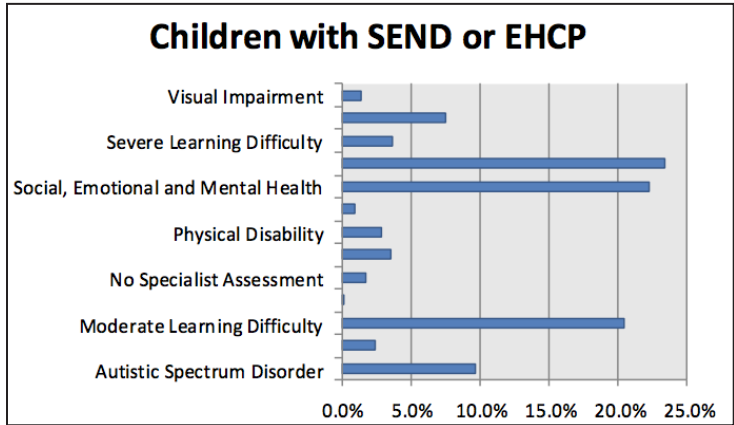 Children with SEND or EHCP
Visual Impairment
Severe Learning Difficulty
Social, Emotional and Mental Health
Physical Disability
No Specialist Assessment
Moderate Learning Difficulty
Autistic Spectrum Disorder
0.0% 5.0% 10.0% 15.0% 20.0% 25.0%